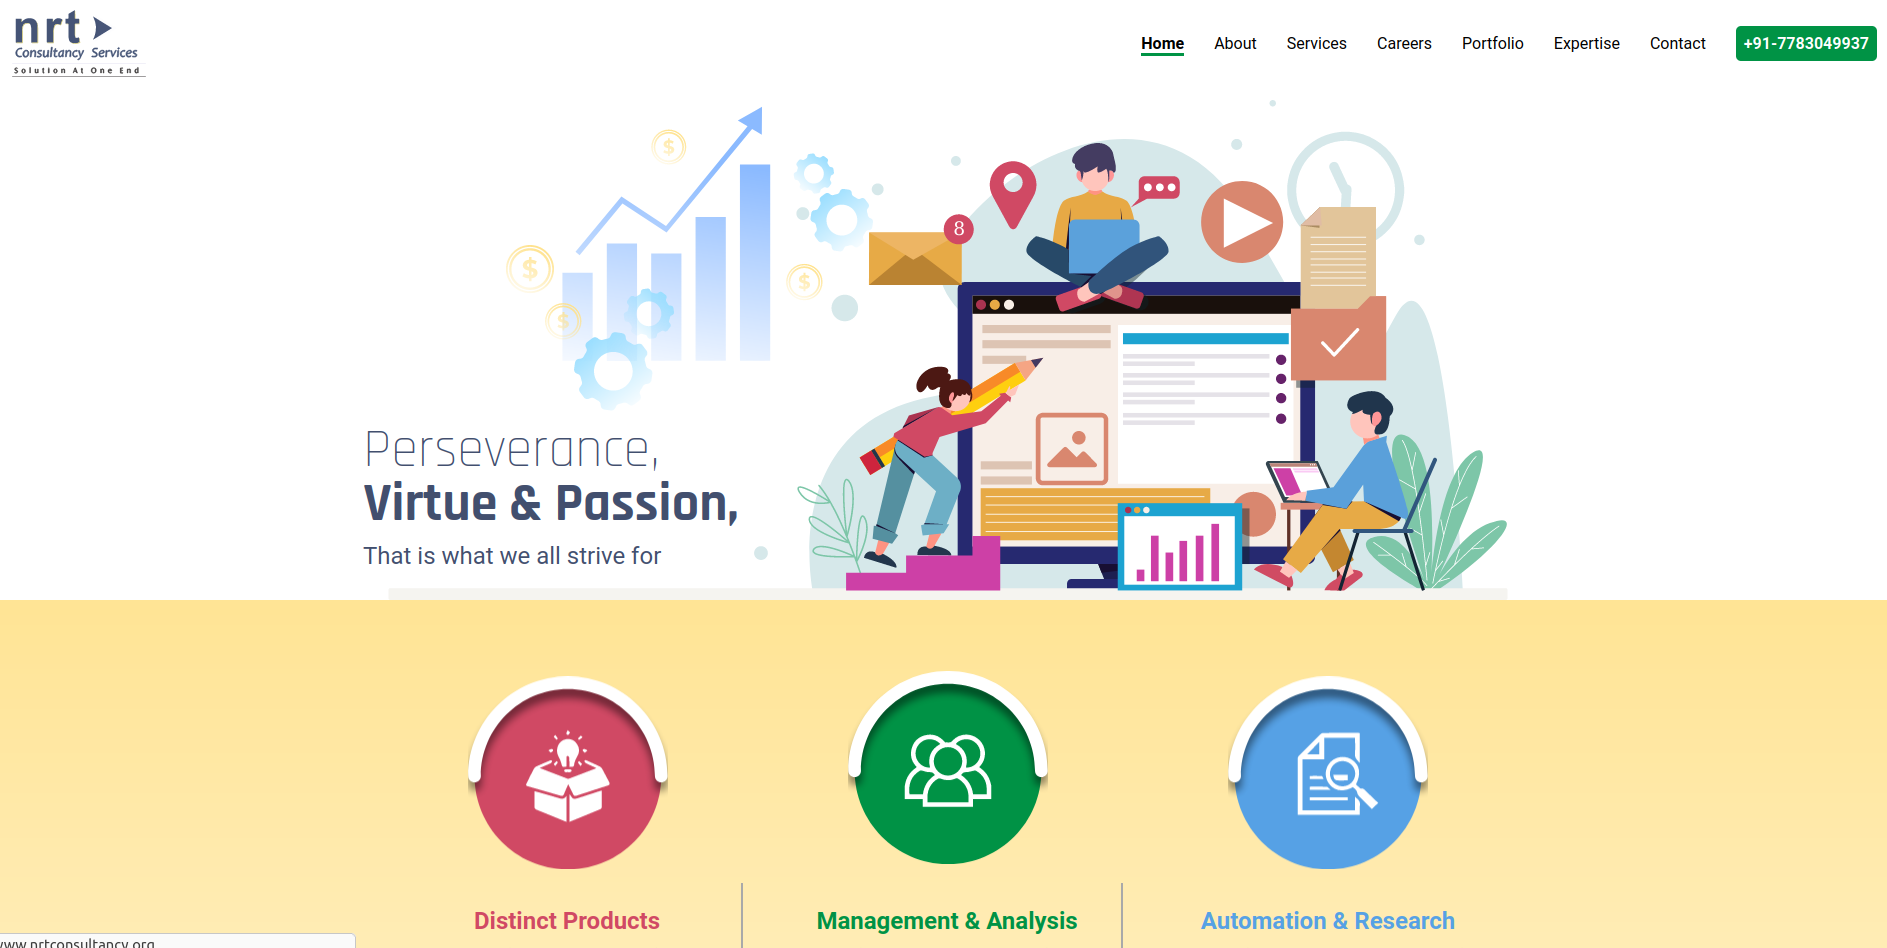 nrt
Consultancy Services
Solution At One End
Home About Services Careers Portfolio Expertise Contact +91-7783049937
$
8
$
$
$
Perseverance,
Virtue & Passion,
That is what we all strive for
Distinct Products Management & Analysis Automation & Research
www.nrtconsultancy.org